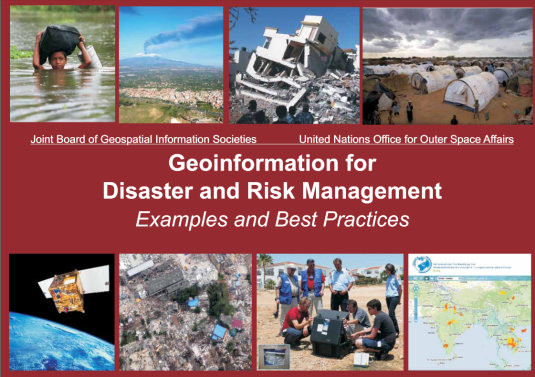 Joint Board of Geospatial Information Societies
United Nations Office for Outer Space Affairs
Geoinformation for
Disaster and Risk Management
Examples and Best Practices